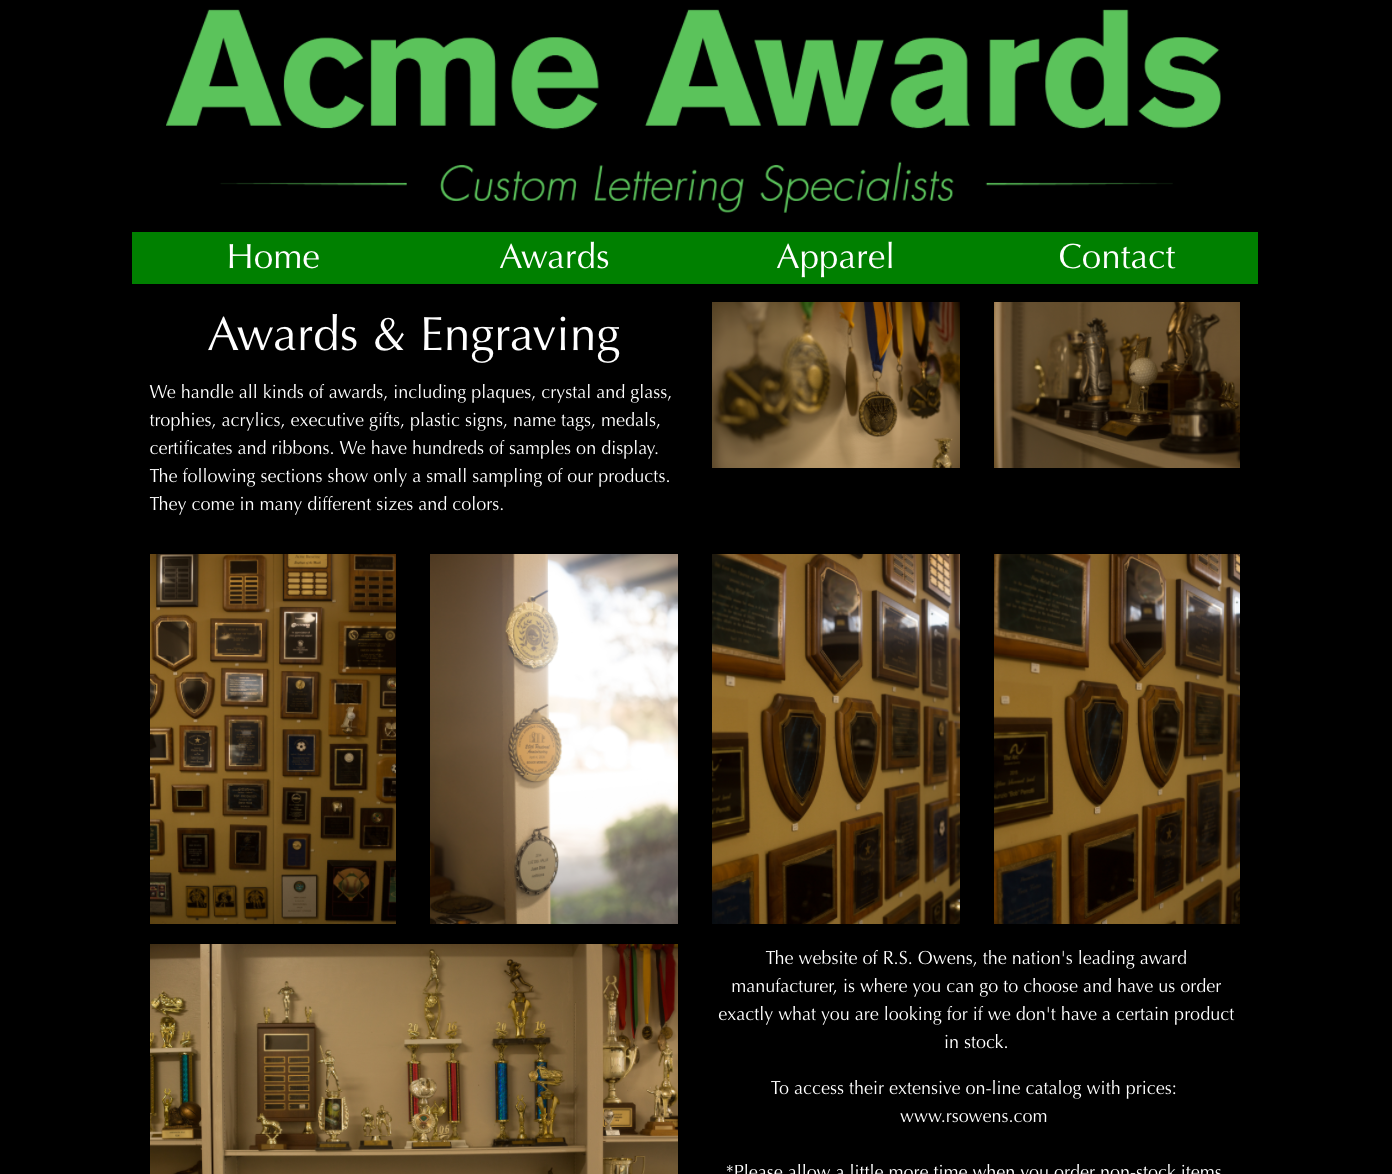 Acme Awards
Custom Lettering Specialists
Home Awards Apparel Contact
Awards & Engraving
We handle all kinds of awards, including plaques, crystal and glass,
trophies, acrylics, executive gifts, plastic signs, name tags, medals,
certificates and ribbons. We have hundreds of samples on display.
The following sections show only a small sampling of our products.
They come in many different sizes and colors.
The website of R.S. Owens, the nation's leading award
manufacturer, is where you can go to choose and have us order
exactly what you are looking for if we don't have a certain product
in stock.
To access their extensive on-line catalog with prices:
www.rsowens.com
*Please allow a little more time when you order non-stock items.